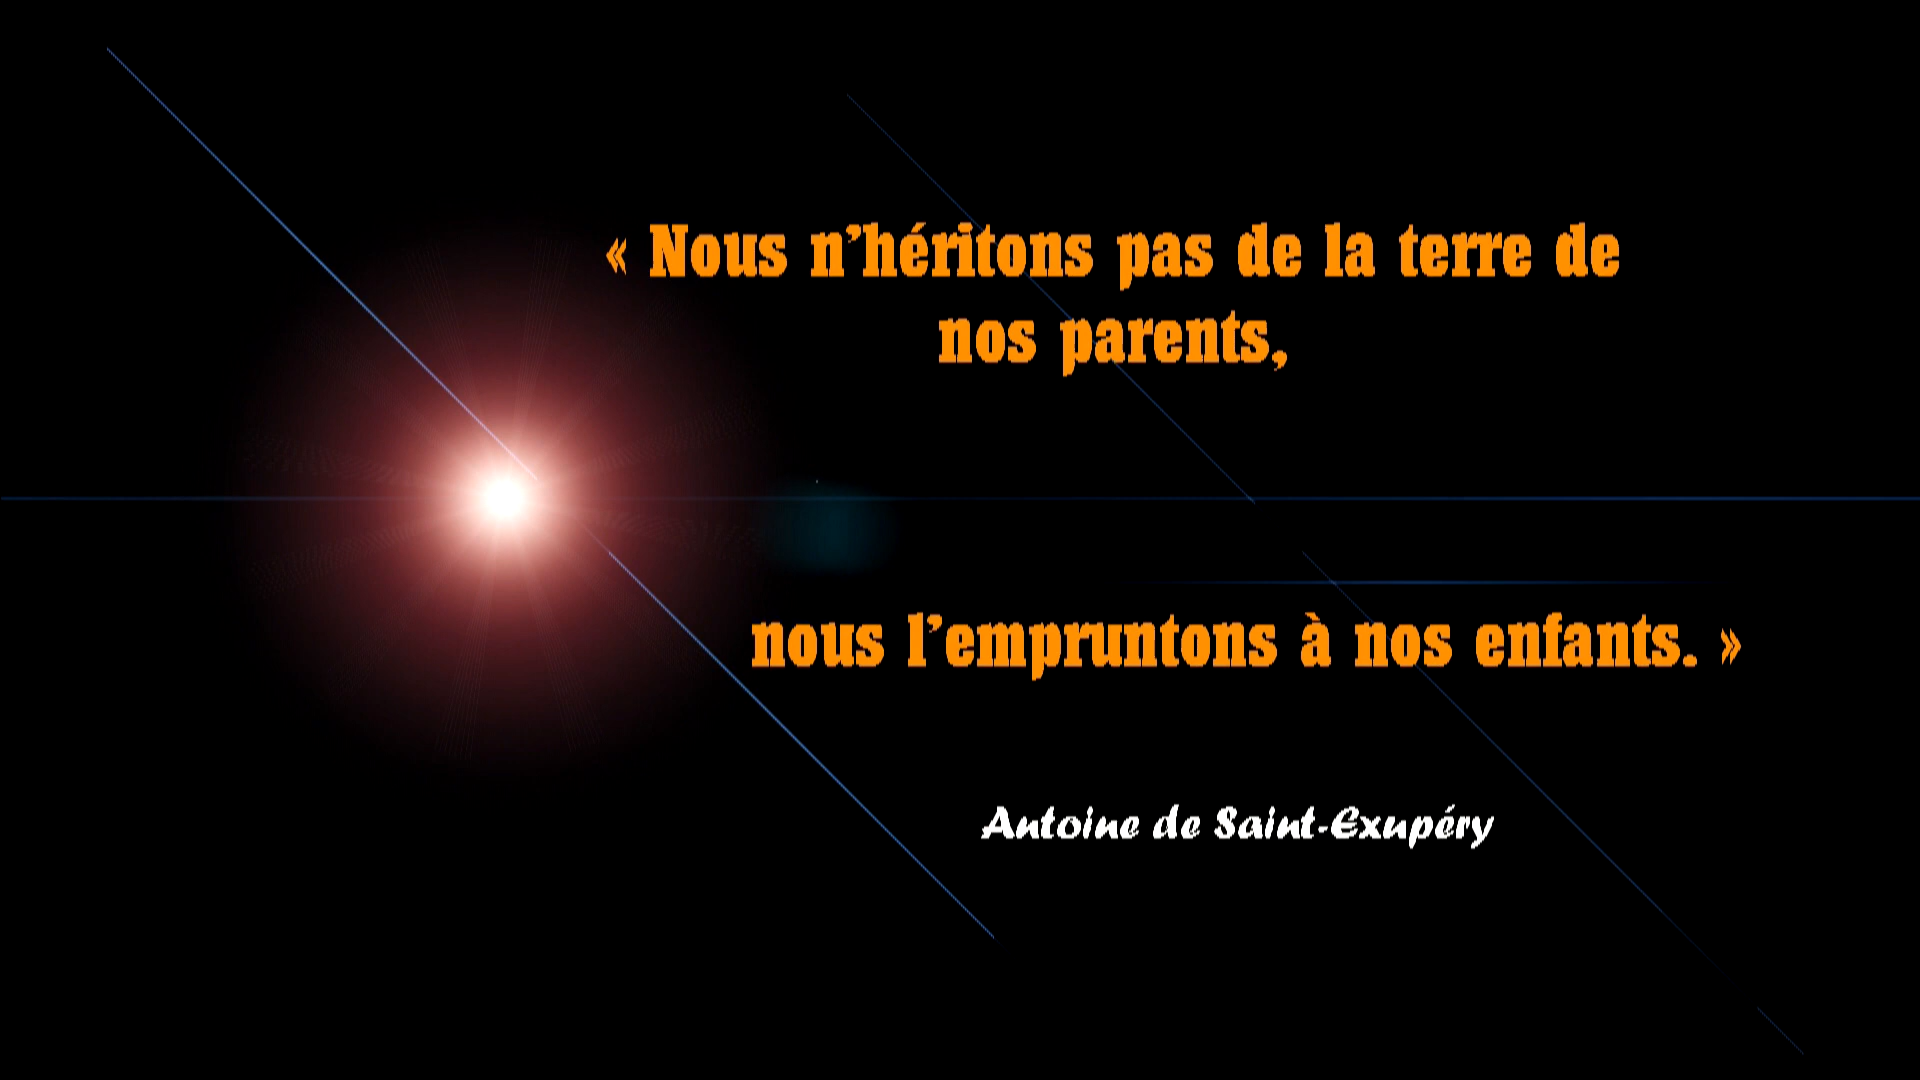 « Nous n’héritons pas de la terre de
nos parents,
nous l’empruntons à nos enfants. »
Antoine de Saint-Exupéry